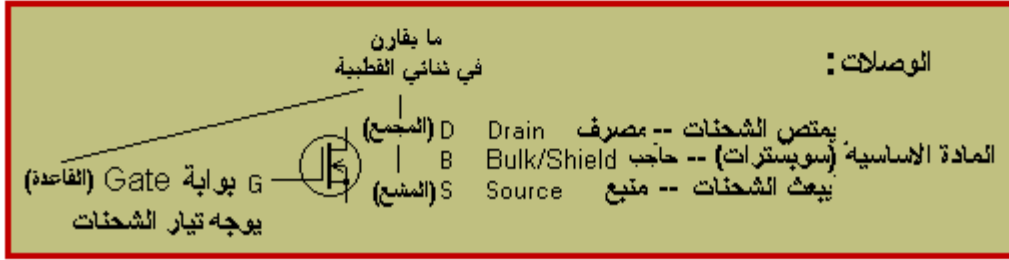 ما يقارن
في ثنائي القطبية
الوصلات :
(المجمع) D Drain يمتص الشحنات -- مصرف
B Bulk/Shield المادة الاساسية (سوبسترات) -- حاجب
(المشع) S Source يبعث الشحنات -- منبع
G بوابة Gate (القاعدة)
يوجه تيار الشحنات